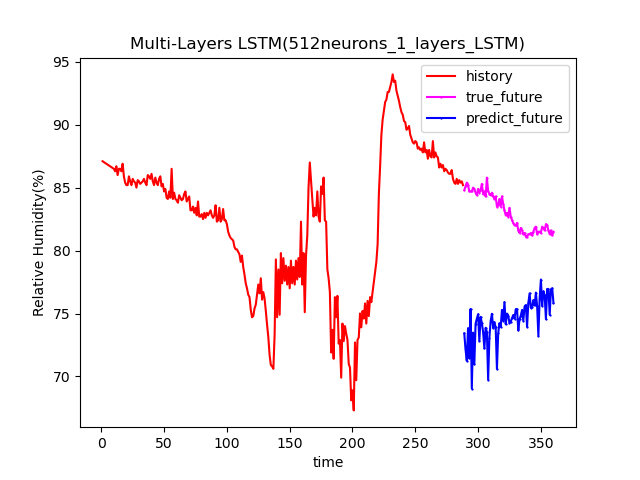 Multi-Layers LSTM(512neurons_1_layers_LSTM)
history
true_future
predict_future
Relative Humidity(%)
95
90
85
80
75
70
0
50
100
150
200
250
300
350
time